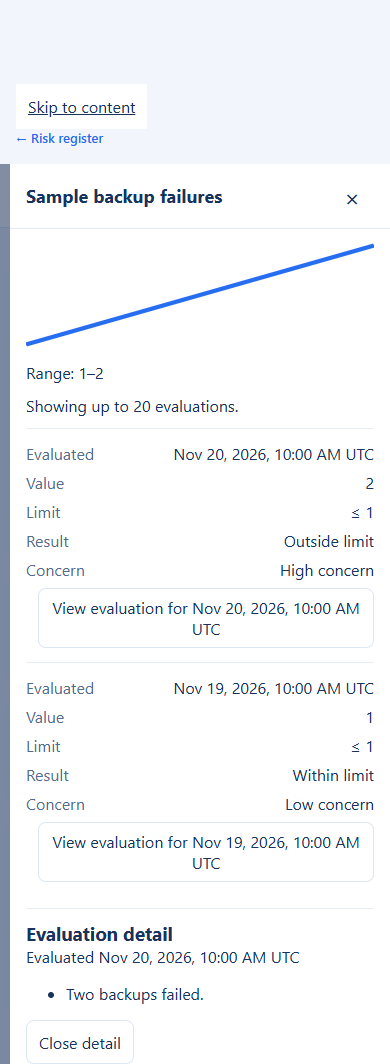 Skip to content
← Risk register
Sample backup failures
×
Range: 1–2
Showing up to 20 evaluations.
Evaluated Nov 20, 2026, 10:00 AM UTC
Value 2
Limit ≤ 1
Result Outside limit
Concern High concern
View evaluation for Nov 20, 2026, 10:00 AM
UTC
Evaluated Nov 19, 2026, 10:00 AM UTC
Value 1
Limit ≤ 1
Result Within limit
Concern Low concern
View evaluation for Nov 19, 2026, 10:00 AM
UTC
Evaluation detail
Evaluated Nov 20, 2026, 10:00 AM UTC
• Two backups failed.
Close detail